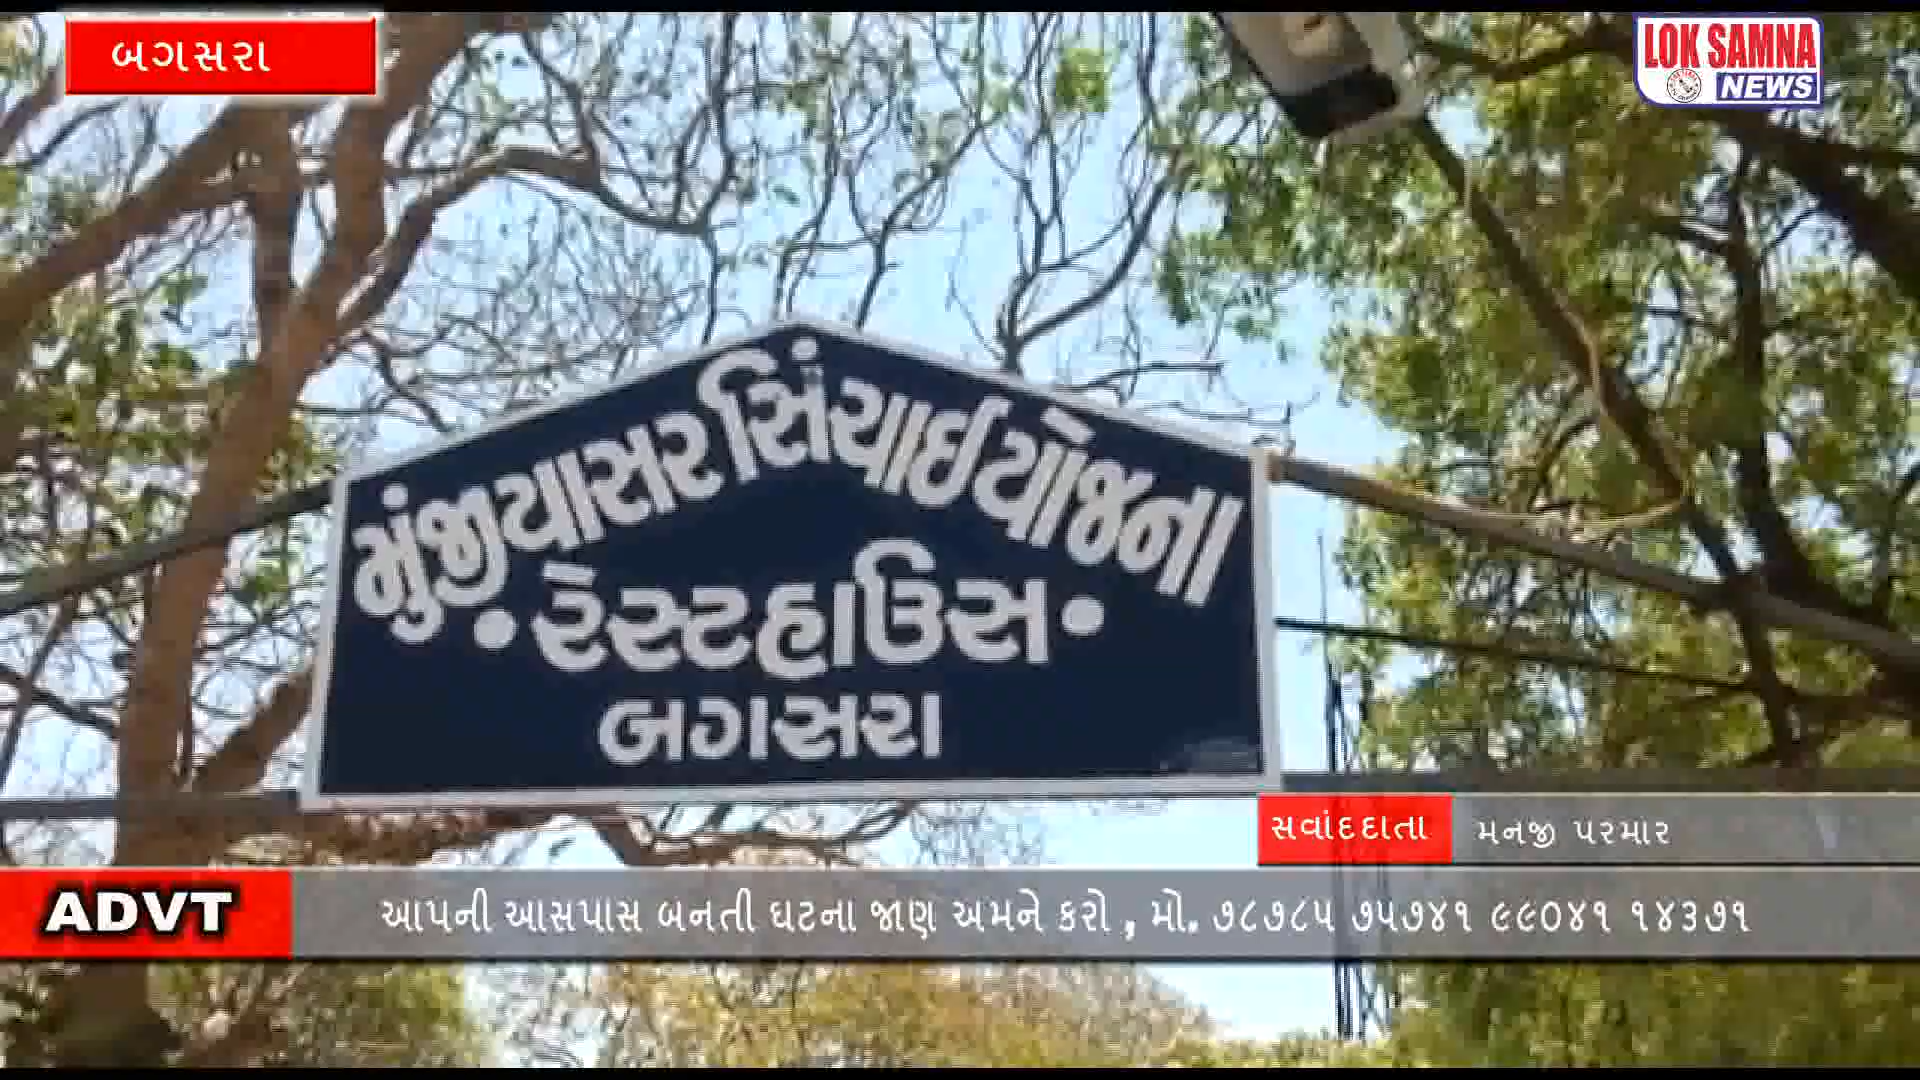 બગસરા
LOK SAMNA
NEWS
મુંજીયાસર સિંચાઈ યોજના
• રેસ્ટહાઉસ •
બગસરા
સવાંદદાતા
મનજી પરમાર
ADVT
આપની આસપાસ બનતી ઘટના જાણ અમને કરો , મો. ૭૮૭૮૫ ૭૫૭૪૧ ૯૯૦૪૧ ૧૪૩૭૧